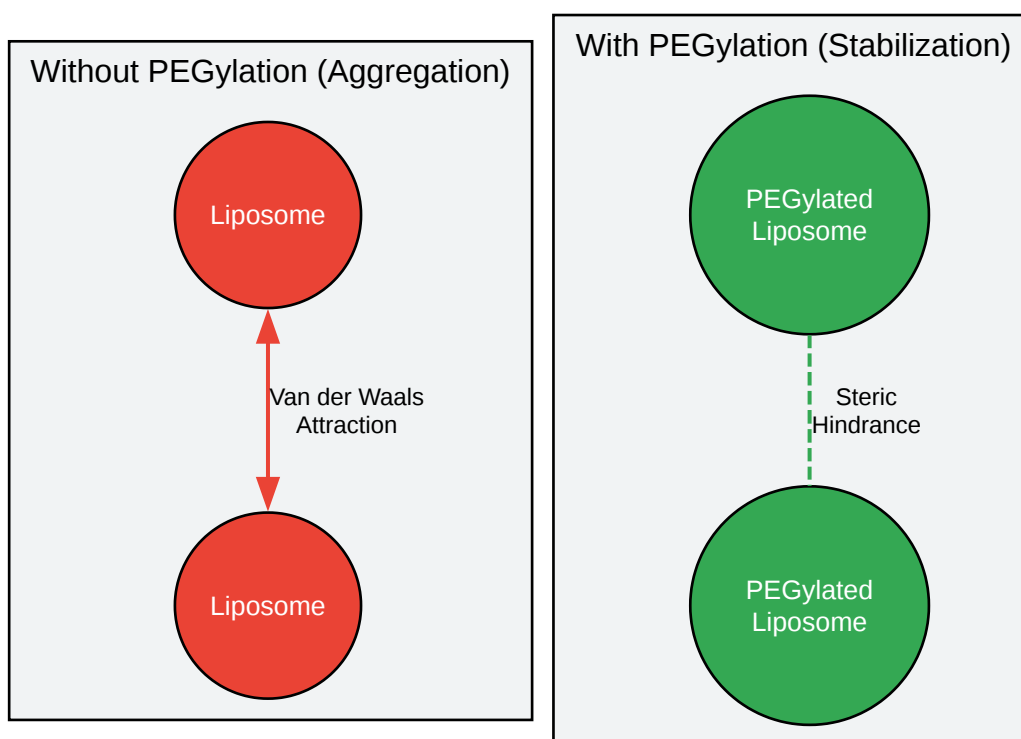 Without PEGylation (Aggregation)
Liposome
Van der Waals
Attraction
Liposome
With PEGylation (Stabilization)
PEGylated
Liposome
Steric
Hindrance
PEGylated
Liposome